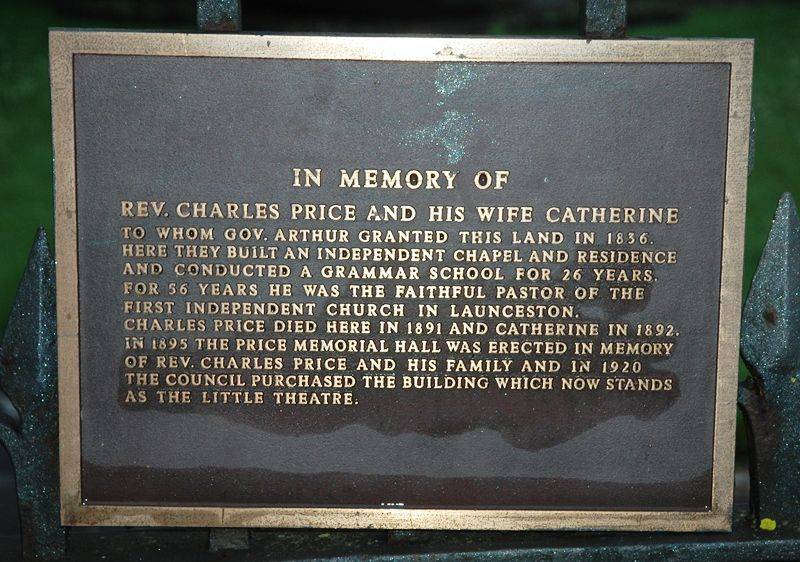 IN MEMORY OF
REV. CHARLES PRICE AND HIS WIFE CATHERINE
TO WHOM GOV. ARTHUR GRANTED THIS LAND IN 1836.
HERE THEY BUILT AN INDEPENDENT CHAPEL AND RESIDENCE
AND CONDUCTED A GRAMMAR SCHOOL FOR 26 YEARS.
FOR 56 YEARS HE WAS THE FAITHFUL PASTOR OF THE
FIRST INDEPENDENT CHURCH IN LAUNCESTON.
CHARLES PRICE DIED HERE IN 1891 AND CATHERINE IN 1892.
IN 1895 THE PRICE MEMORIAL HALL WAS ERECTED IN MEMORY
OF REV. CHARLES PRICE AND HIS FAMILY AND IN 1920
THE COUNCIL PURCHASED THE BUILDING WHICH NOW STANDS
AS THE LITTLE THEATRE.